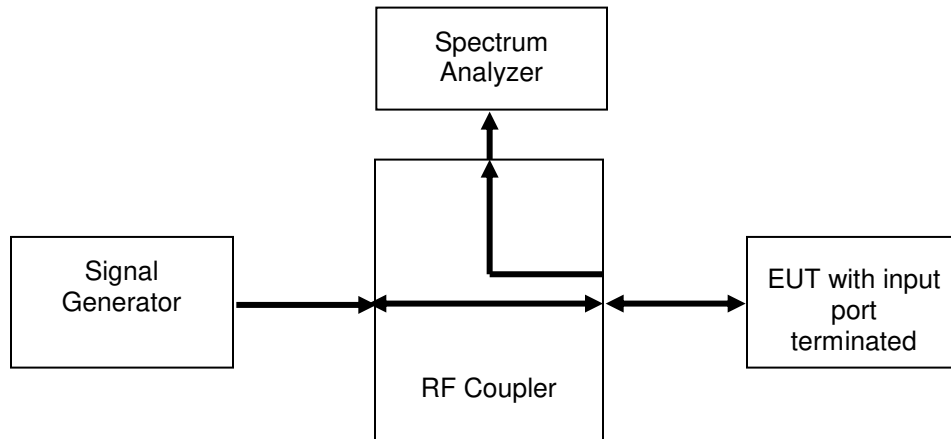 Spectrum
Analyzer
Signal
Generator
EUT with input
port
terminated
RF Coupler